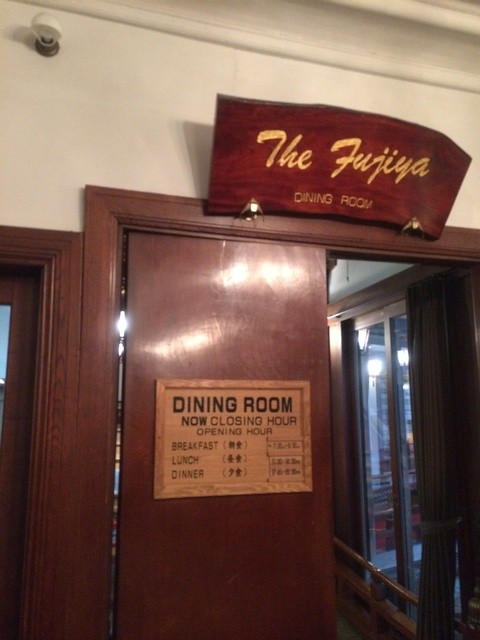 The Fujiya
DINING ROOM
DINING ROOM
NOW CLOSING HOUR
OPENING HOUR
BREAKFAST (朝食)
LUNCH (昼食)
DINNER (夕食)